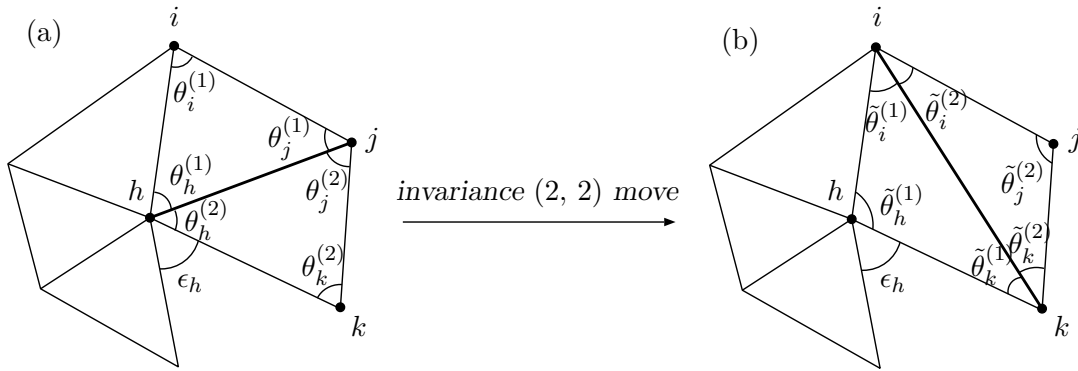 (a)
i
θ_i^{(1)}
θ_j^{(1)}
j
θ_h^{(1)}
θ_j^{(2)}
h
θ_h^{(2)}
θ_k^{(2)}
ϵ_h
k
invariance (2, 2) move
(b)
i
θ̃_i^{(1)}
θ̃_i^{(2)}
j
θ̃_j^{(2)}
h
θ̃_h^{(1)}
θ̃_k^{(2)}
θ̃_k^{(1)}
ϵ_h
k